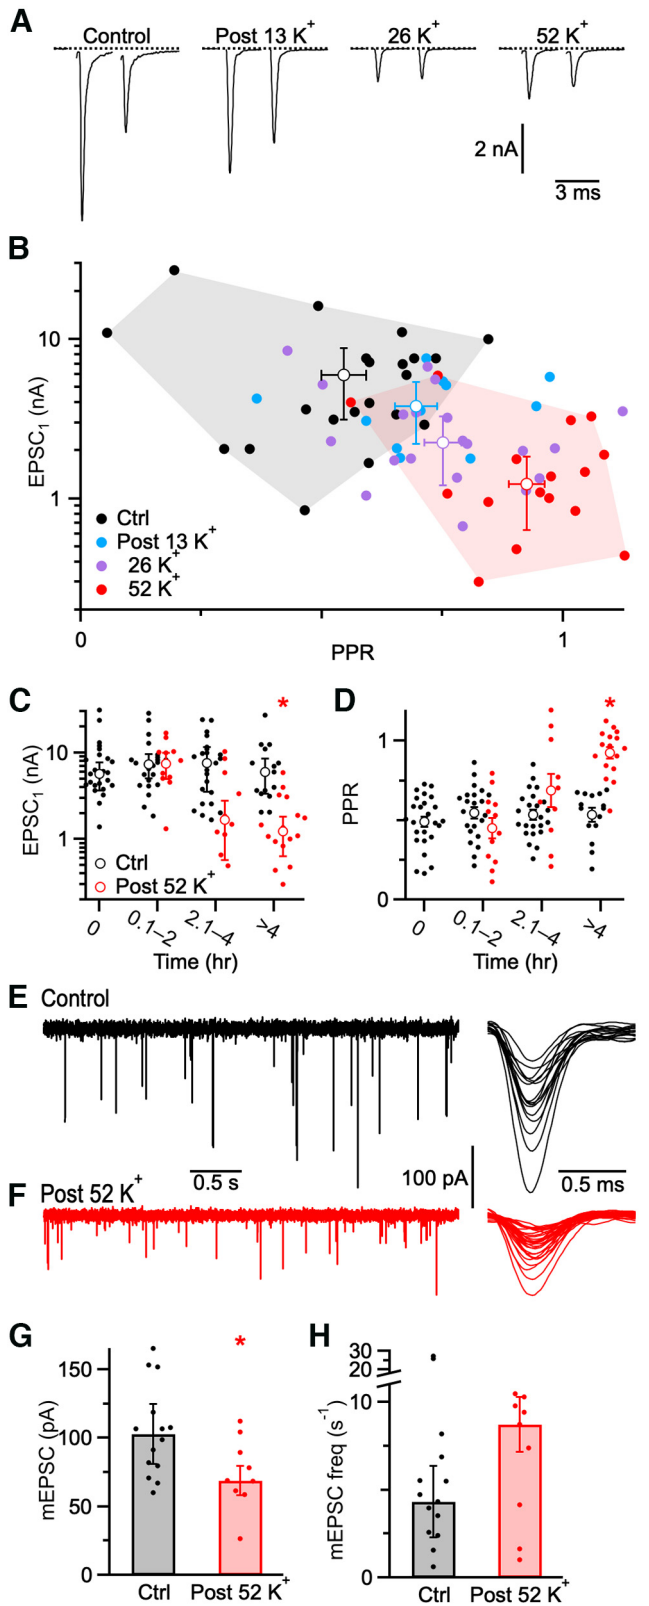 A
Control
Post 13 K+
26 K+
52 K+
2 nA
3 ms
B
EPSC1 (nA)
10
1
Ctrl
Post 13 K+
26 K+
52 K+
0
1
PPR
C
EPSC1 (nA)
10
1
*
Ctrl
Post 52 K+
0
0.1–2
2.1–4
>4
Time (hr)
D
PPR
1
0
*
0
0.1–2
2.1–4
>4
Time (hr)
E Control
0.5 s
100 pA
0.5 ms
F Post 52 K+
G
mEPSC (pA)
150
100
50
0
*
Ctrl
Post 52 K+
H
mEPSC freq (s-1)
30
20
10
0
Ctrl
Post 52 K+